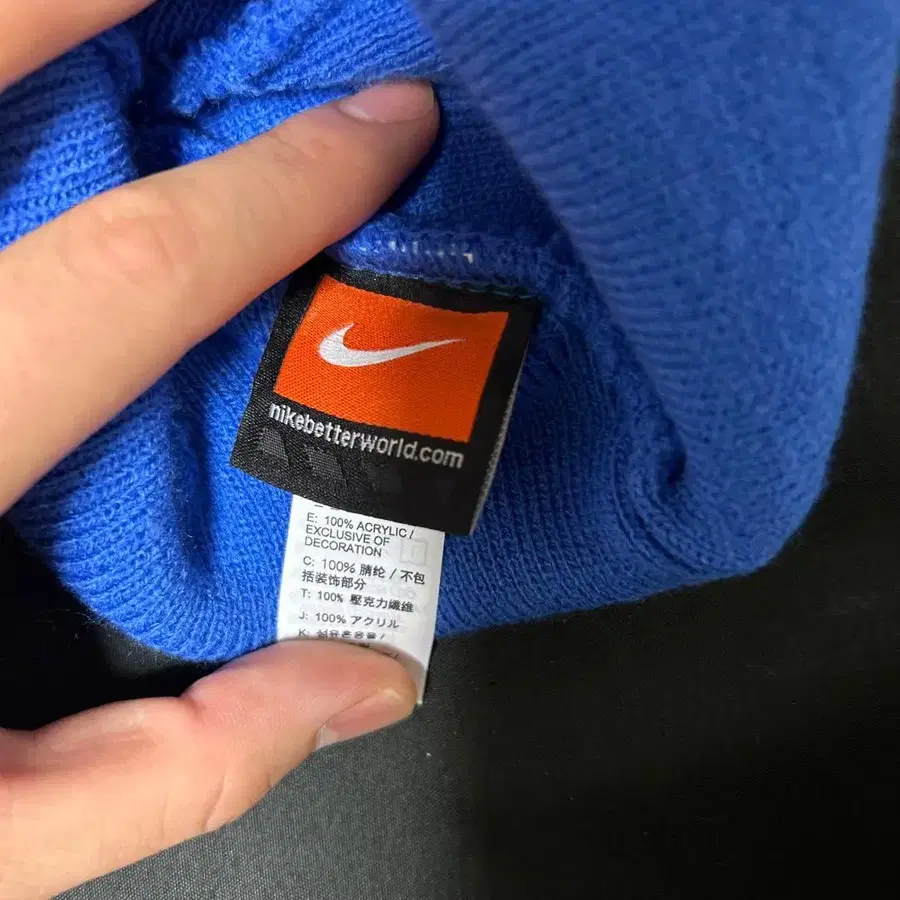 nikebetterworld.com
E: 100% ACRYLIC /
EXCLUSIVE OF
DECORATION
C: 100% 腈纶 / 不包
括装饰部分
T: 100% 壓克力纖維
J: 100% アクリル
K: